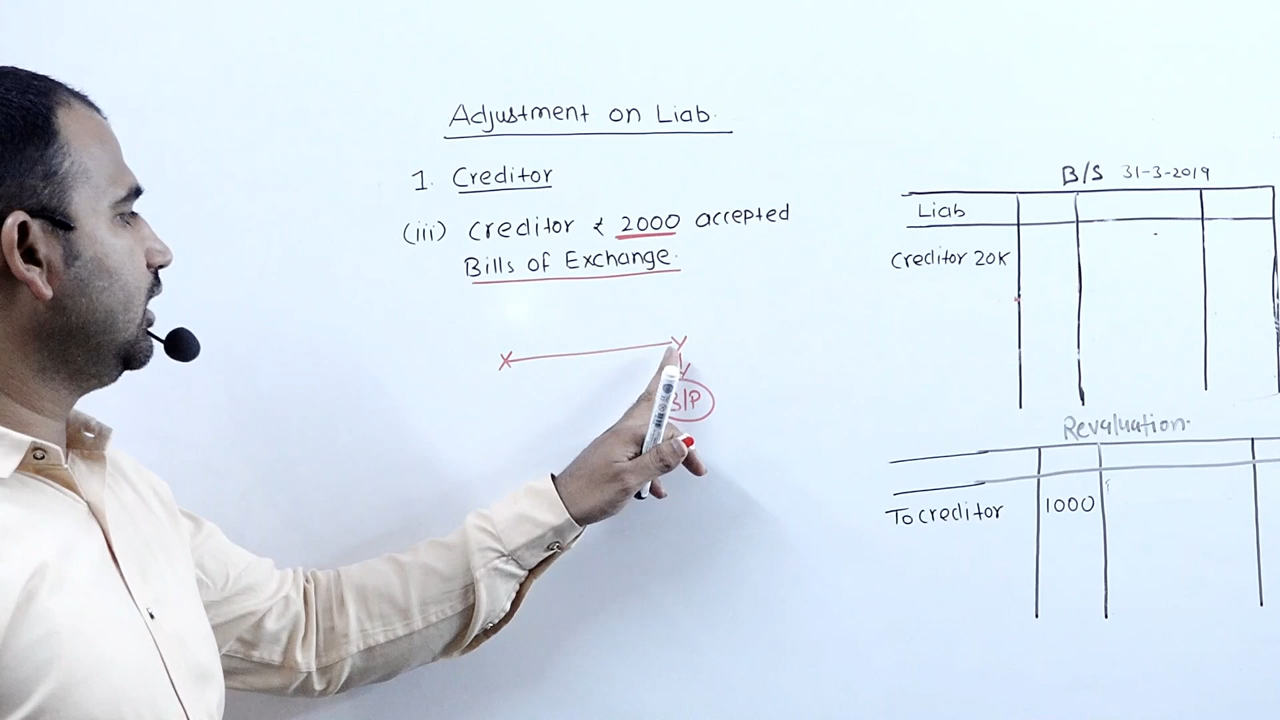 Adjustment on Liab.
1. Creditor
(iii) Creditor ₹ 2000 accepted
Bills of Exchange.
X Y
Y
B/P
B/S 31-3-2019
Liab
Creditor 20K
Revaluation.
To creditor 1000